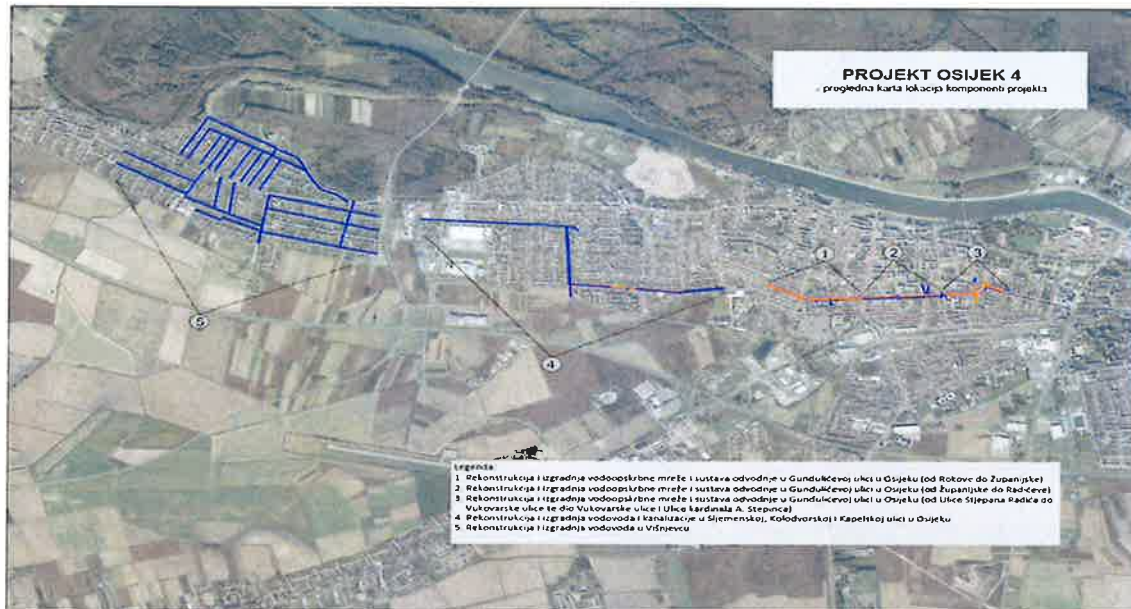 PROJEKT OSIJEK 4
pregledna karta lokacija komponenti projekta
1
2
3
5
4
Legenda:
1 Rekonstrukcija i izgradnja vodoopskrbne mreže i sustava odvodnje u Gundulićevoj ulici u Osijeku (od Rokove do Županijske)
2 Rekonstrukcija i izgradnja vodoopskrbne mreže i sustava odvodnje u Gundulićevoj ulici u Osijeku (od Županijske do Radićeve)
3 Rekonstrukcija i izgradnja vodoopskrbne mreže i sustava odvodnje u Gundulićevoj ulici u Osijeku (od Ulice Stjepana Radića do
Vukovarske ulice te dio Vukovarske ulice i Ulice kardinala A. Stepinca)
4 Rekonstrukcija i izgradnja vodovoda i kanalizacije u Sljemenskoj, Kolodvorskoj i Kapelskoj ulici u Osijeku
5 Rekonstrukcija i izgradnja vodovoda u Višnjevcu